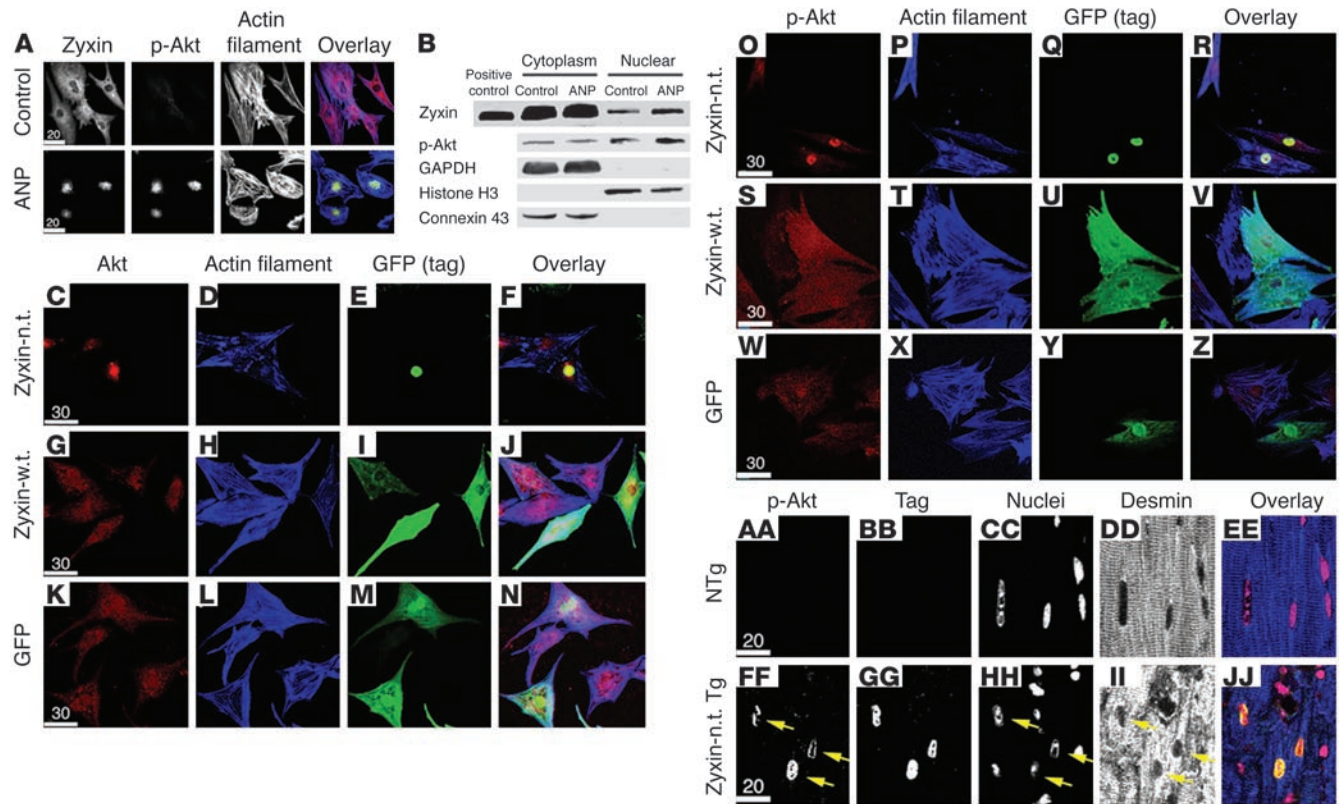 A
Zyxin p-Akt Actin filament Overlay
Control
20
ANP
20
B
Cytoplasm Nuclear
Positive control Control ANP Control ANP
Zyxin
p-Akt
GAPDH
Histone H3
Connexin 43
Akt Actin filament GFP (tag) Overlay
Zyxin-n.t.
C D E F
30
Zyxin-w.t.
G H I J
30
GFP
K L M N
30
p-Akt Actin filament GFP (tag) Overlay
Zyxin-n.t.
O P Q R
30
Zyxin-w.t.
S T U V
30
GFP
W X Y Z
30
p-Akt Tag Nuclei Desmin Overlay
NTg
AA BB CC DD EE
20
Zyxin-n.t. Tg
FF GG HH II JJ
20